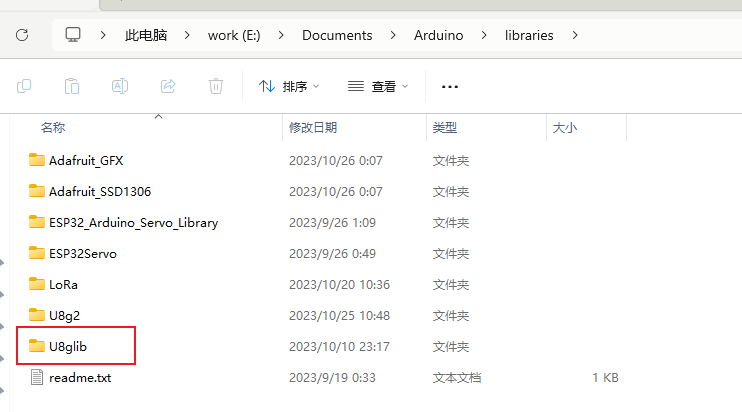 此电脑 > work (E:) > Documents > Arduino > libraries >
排序 查看 ...
名称 修改日期 类型 大小
Adafruit_GFX 2023/10/26 0:07 文件夹
Adafruit_SSD1306 2023/10/26 0:07 文件夹
ESP32_Arduino_Servo_Library 2023/9/26 1:09 文件夹
ESP32Servo 2023/9/26 0:49 文件夹
LoRa 2023/10/20 10:36 文件夹
U8g2 2023/10/25 10:48 文件夹
U8glib 2023/10/10 23:17 文件夹
readme.txt 2023/9/19 0:33 文本文档 1 KB